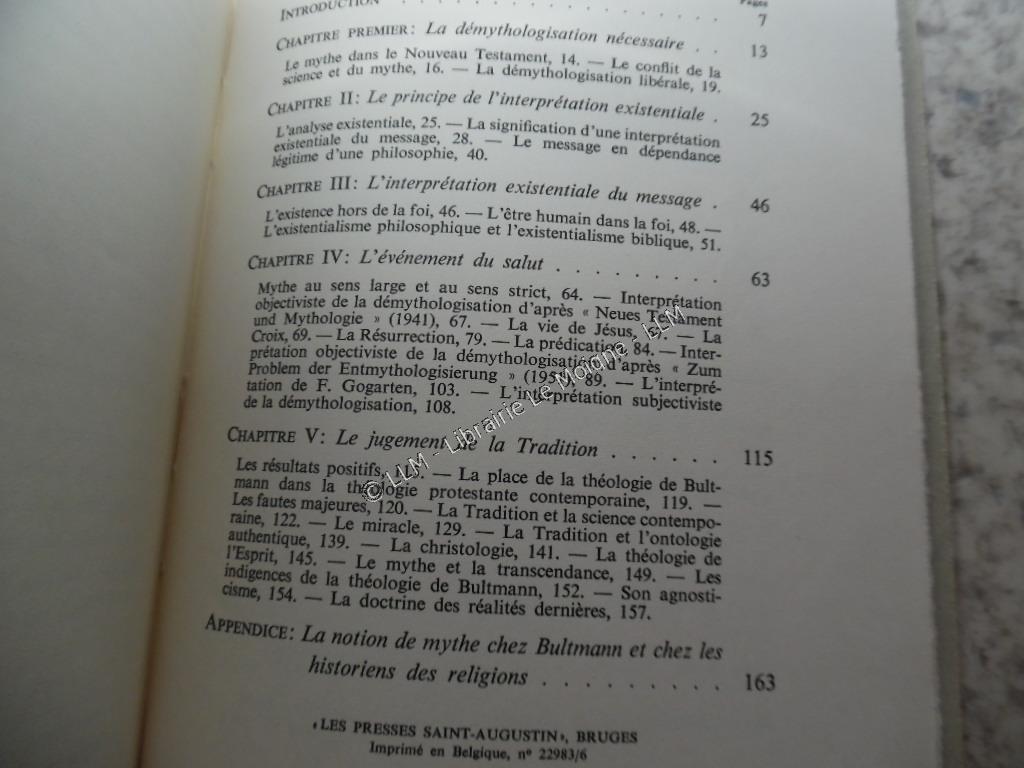 Pages
INTRODUCTION . . . . . . . . . . . . 7
CHAPITRE PREMIER: La démythologisation nécessaire . . 13
Le mythe dans le Nouveau Testament, 14. — Le conflit de la
science et du mythe, 16. — La démythologisation libérale, 19.
CHAPITRE II: Le principe de l'interprétation existentiale . 25
L'analyse existentiale, 25. — La signification d'une interprétation
existentiale du message, 28. — Le message en dépendance
légitime d'une philosophie, 40.
CHAPITRE III: L'interprétation existentiale du message . 46
L'existence hors de la foi, 46. — L'être humain dans la foi, 48. —
L'existentialisme philosophique et l'existentialisme biblique, 51.
CHAPITRE IV: L'événement du salut . . . . . . . . 63
Mythe au sens large et au sens strict, 64. — Interprétation
objectiviste de la démythologisation d'après « Neues Testament
und Mythologie » (1941), 67. — La vie de Jésus, — La
Croix, 69. — La Résurrection, 79. — La prédication, 84. — Inter-
prétation objectiviste de la démythologisation d'après « Zum
Problem der Entmythologisierung » 89. — L'interpré-
tation de F. Gogarten, 103. — L'interprétation subjectiviste
de la démythologisation, 108.
CHAPITRE V: Le jugement de la Tradition . . . . . . 115
Les résultats positifs, — La place de la théologie de Bult-
mann dans la théologie protestante contemporaine, 119. —
Les fautes majeures, 120. — La Tradition et la science contempo-
raine, 122. — Le miracle, 129. — La Tradition et l'ontologie
authentique, 139. — La christologie, 141. — La théologie de
l'Esprit, 145. — Le mythe et la transcendance, 149. — Les
indigences de la théologie de Bultmann, 152. — Son agnosti-
cisme, 154. — La doctrine des réalités dernières, 157.
APPENDICE: La notion de mythe chez Bultmann et chez les
historiens des religions . . . . . . . . . 163
« LES PRESSES SAINT-AUGUSTIN », BRUGES
Imprimé en Belgique, nº 22983/6
© LLM - Librairie Le Moigne - LLM